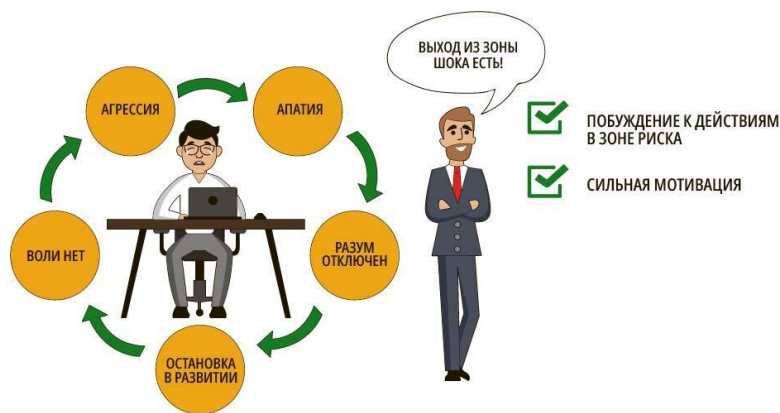 ВЫХОД ИЗ ЗОНЫ
ШОКА ЕСТЬ!
АГРЕССИЯ
АПАТИЯ
РАЗУМ
ОТКЛЮЧЕН
ОСТАНОВКА
В РАЗВИТИИ
ВОЛИ НЕТ
ПОБУЖДЕНИЕ К ДЕЙСТВИЯМ
В ЗОНЕ РИСКА
СИЛЬНАЯ МОТИВАЦИЯ